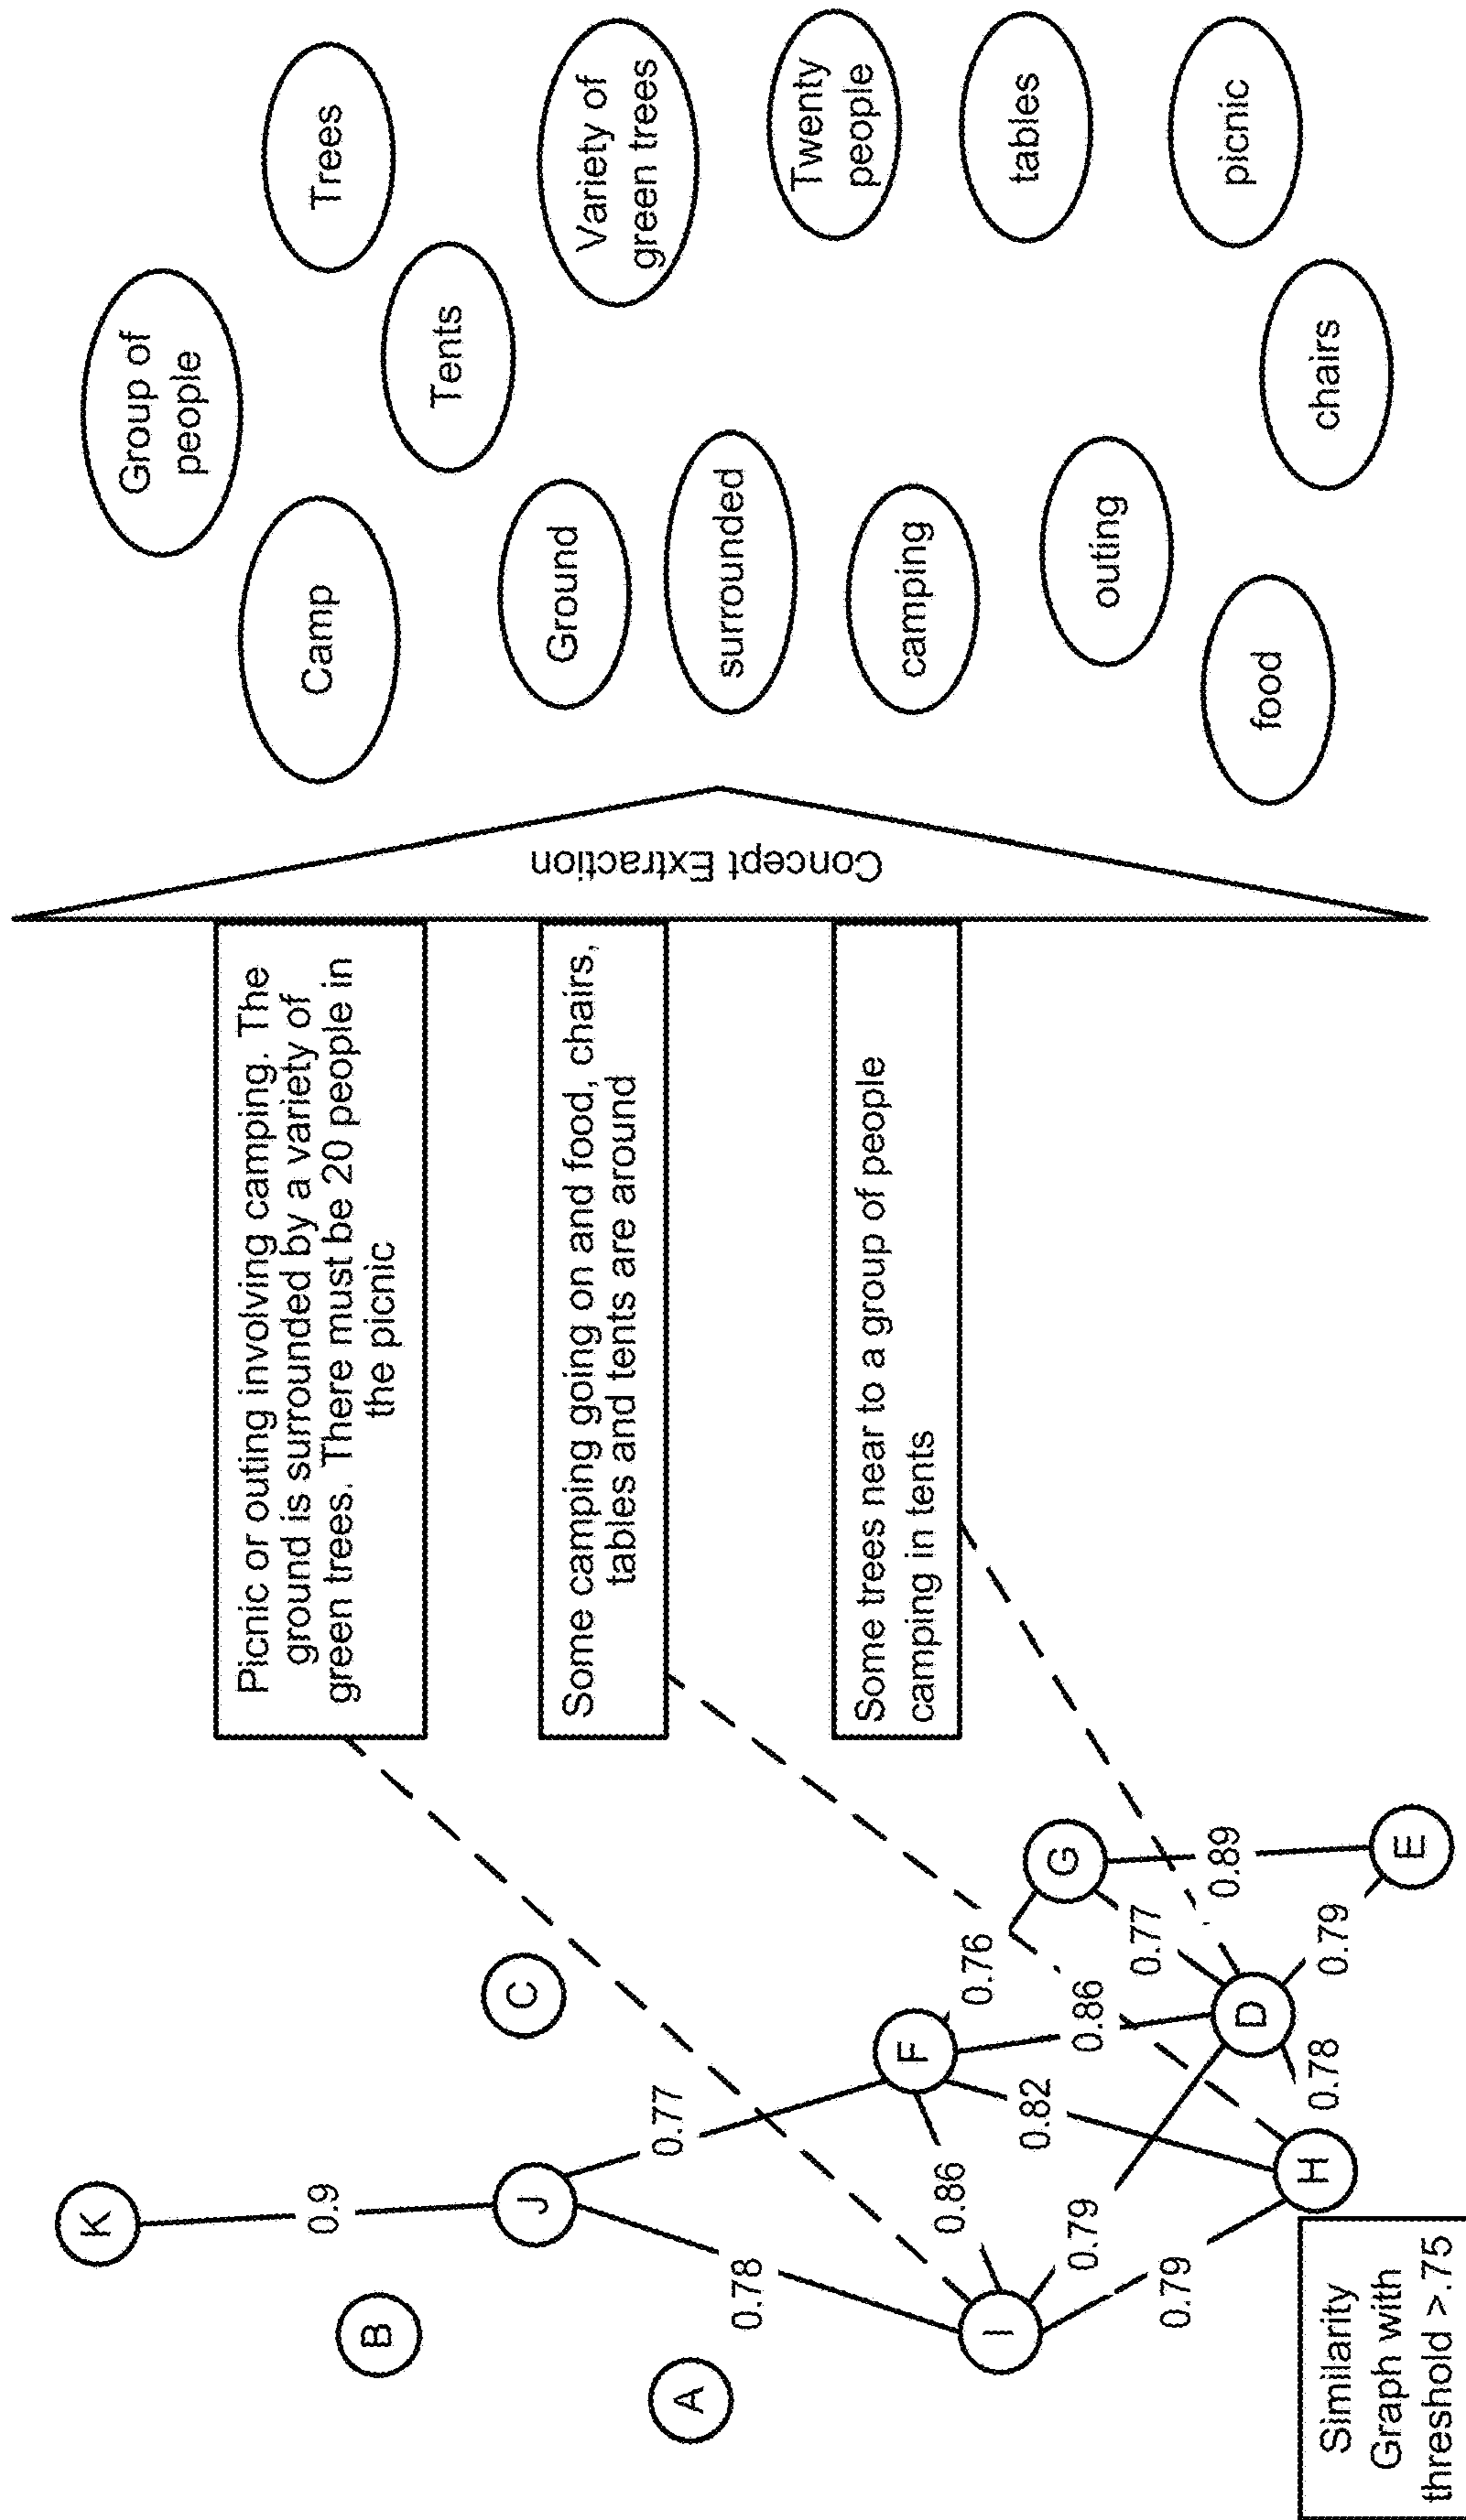 K
B
A
J
C
I
F
G
H
D
E
0.9
0.78
0.77
0.86
0.82
0.76
0.86
0.79
0.79
0.77
0.89
0.78
0.79
Similarity
Graph with
threshold >.75
Picnic or outing involving camping. The
ground is surrounded by a variety of
green trees. There must be 20 people in
the picnic
Some camping going on and food, chairs,
tables and tents are around
Some trees near to a group of people
camping in tents
Concept Extraction
Group of
people
Trees
Camp
Tents
Ground
Variety of
green trees
surrounded
Twenty
people
camping
tables
outing
picnic
food
chairs